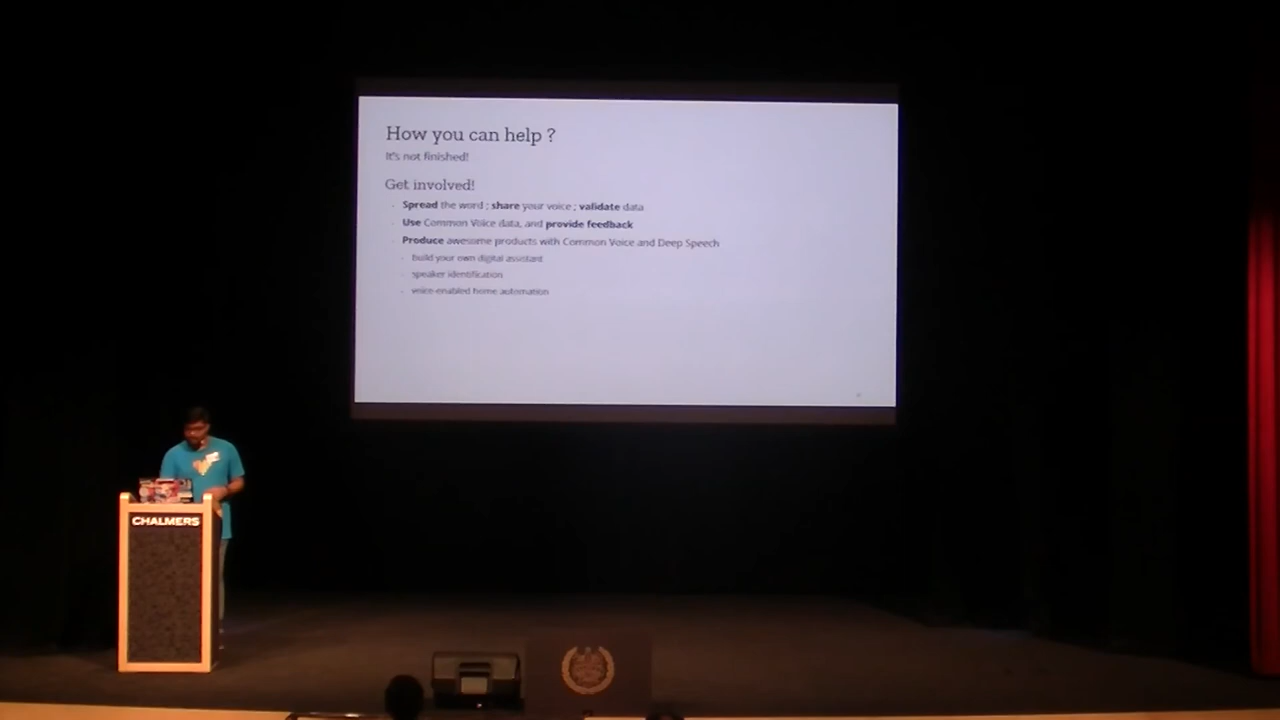 How you can help ?
It's not finished!
Get involved!
Spread the word ; share your voice ; validate data
Use Common Voice data, and provide feedback
Produce awesome products with Common Voice and Deep Speech
build your own digital assistant
speaker identification
voice-enabled home automation
CHALMERS